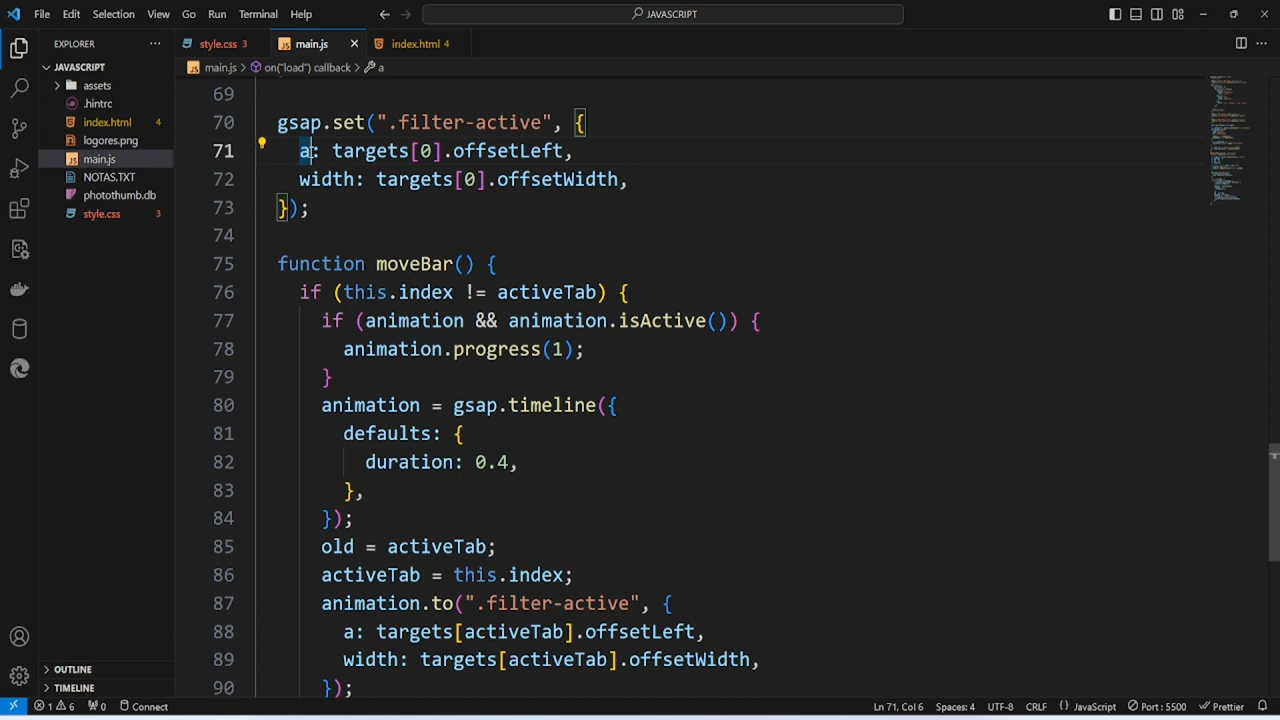 File Edit Selection View Go Run Terminal Help JAVASCRIPT
EXPLORER ... style.css 3 JS main.js index.html 4
JAVASCRIPT JS main.js > on("load") callback > a
assets
.hintrc
index.html 4
logores.png
JS main.js
NOTAS.TXT
photothumb.db
style.css 3
69
70 gsap.set(".filter-active", {
71 a: targets[0].offsetLeft,
72 width: targets[0].offsetWidth,
73 });
74
75 function moveBar() {
76 if (this.index != activeTab) {
77 if (animation && animation.isActive()) {
78 animation.progress(1);
79 }
80 animation = gsap.timeline({
81 defaults: {
82 duration: 0.4,
83 },
84 });
85 old = activeTab;
86 activeTab = this.index;
87 animation.to(".filter-active", {
88 a: targets[activeTab].offsetLeft,
89 width: targets[activeTab].offsetWidth,
90 });
OUTLINE
TIMELINE
1 6 0 Connect Ln 71, Col 6 Spaces: 4 UTF-8 CRLF {} JavaScript Port : 5500 Prettier